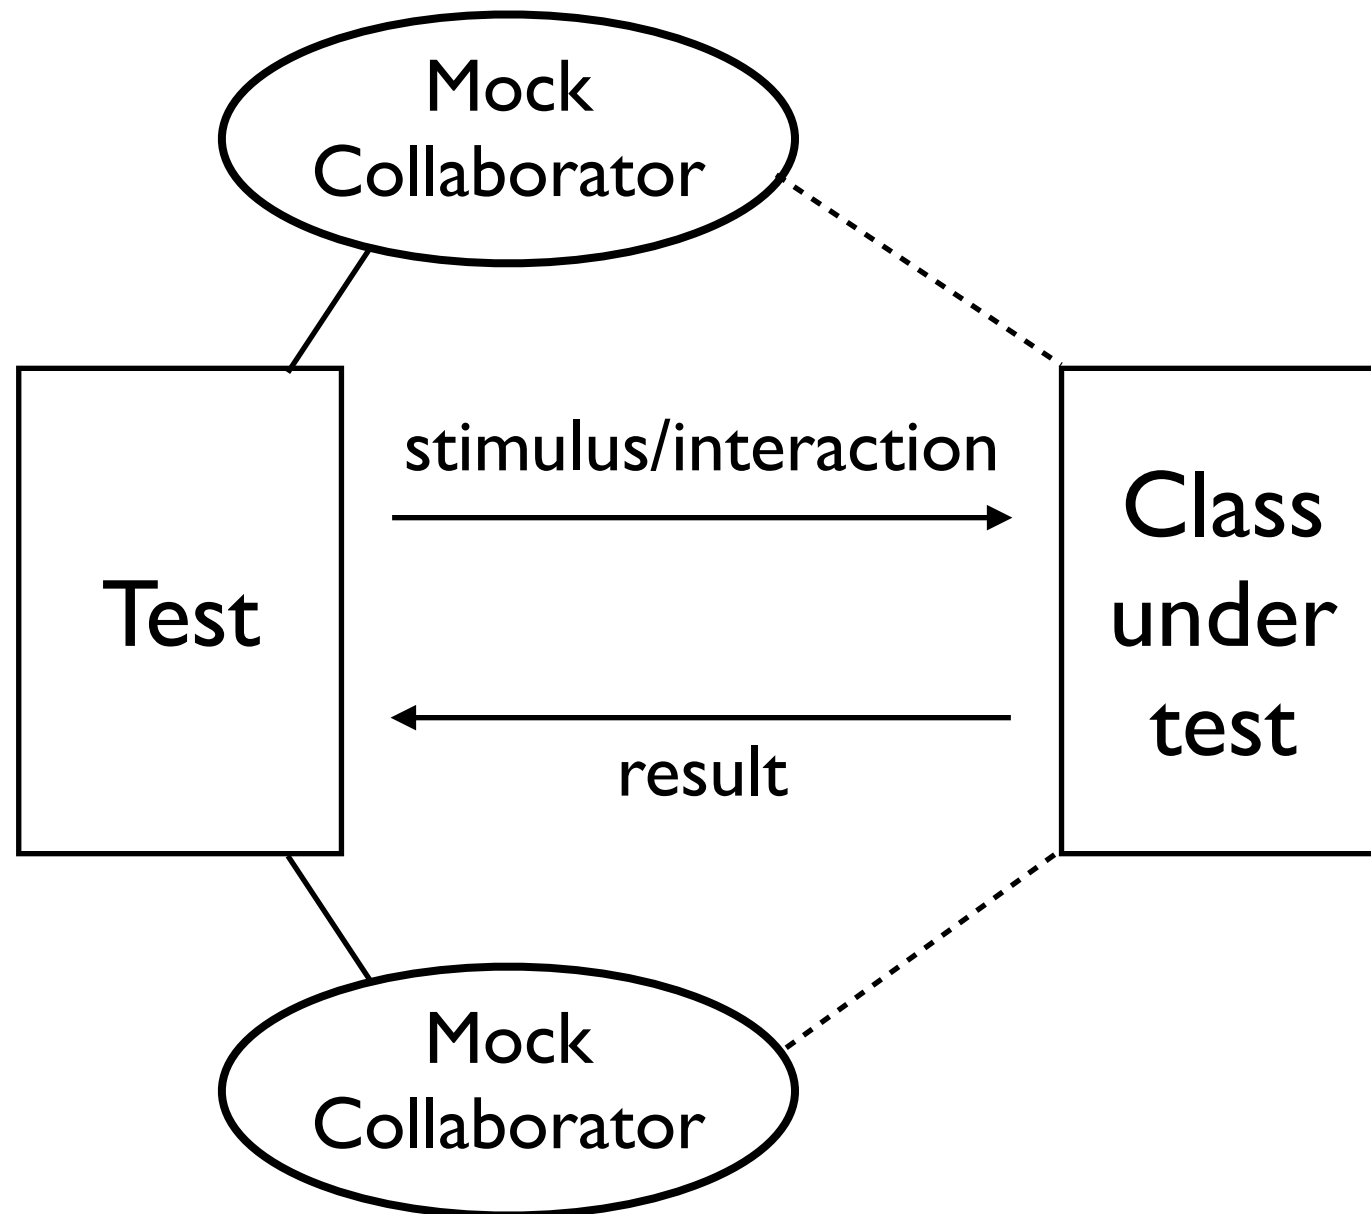 Mock
Collaborator
stimulus/interaction
Test
Class
under
test
result
Mock
Collaborator